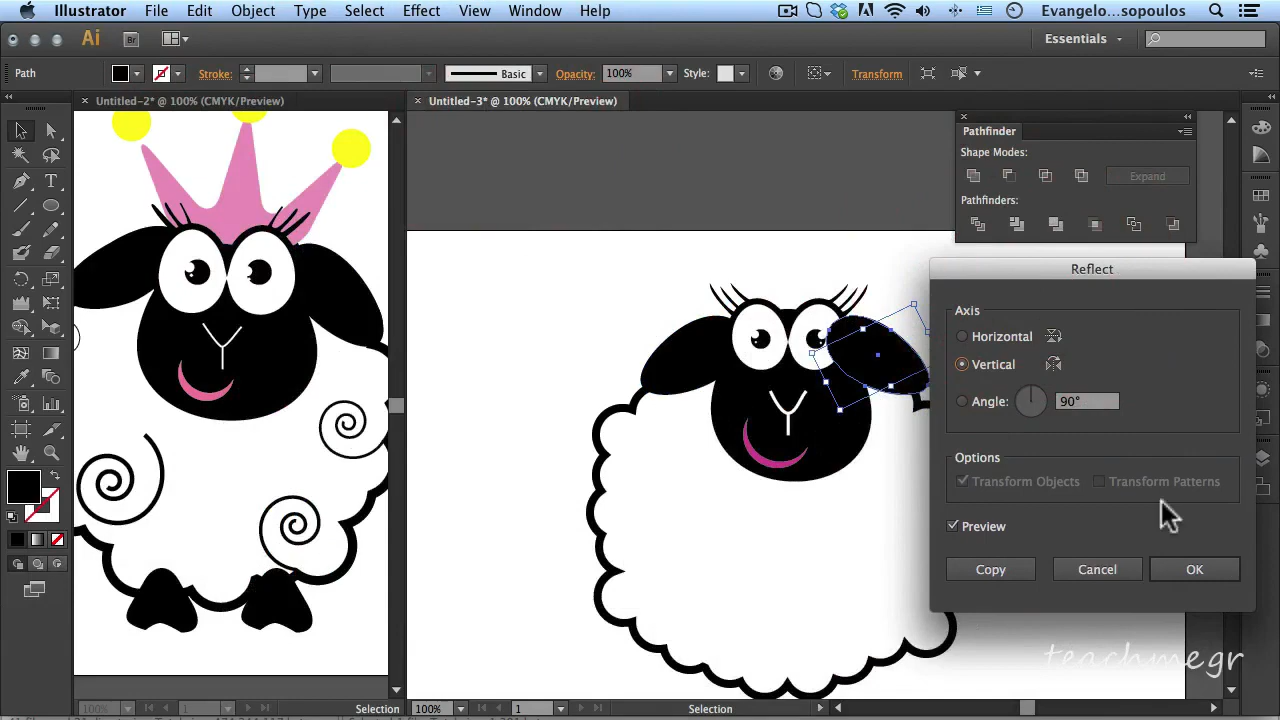 Illustrator File Edit Object Type Select Effect View Window Help Evangelo...sopoulos
Ai Br Essentials
Path Stroke: Basic Opacity: 100% Style: Transform
× Untitled-2* @ 100% (CMYK/Preview) × Untitled-3* @ 100% (CMYK/Preview)
Pathfinder
Shape Modes:
Expand
Pathfinders:
Reflect
Axis
Horizontal
Vertical
Angle: 90°
Options
Transform Objects Transform Patterns
Preview
Copy Cancel OK
teachmegr
100% 1 Selection 100% 1 Selection